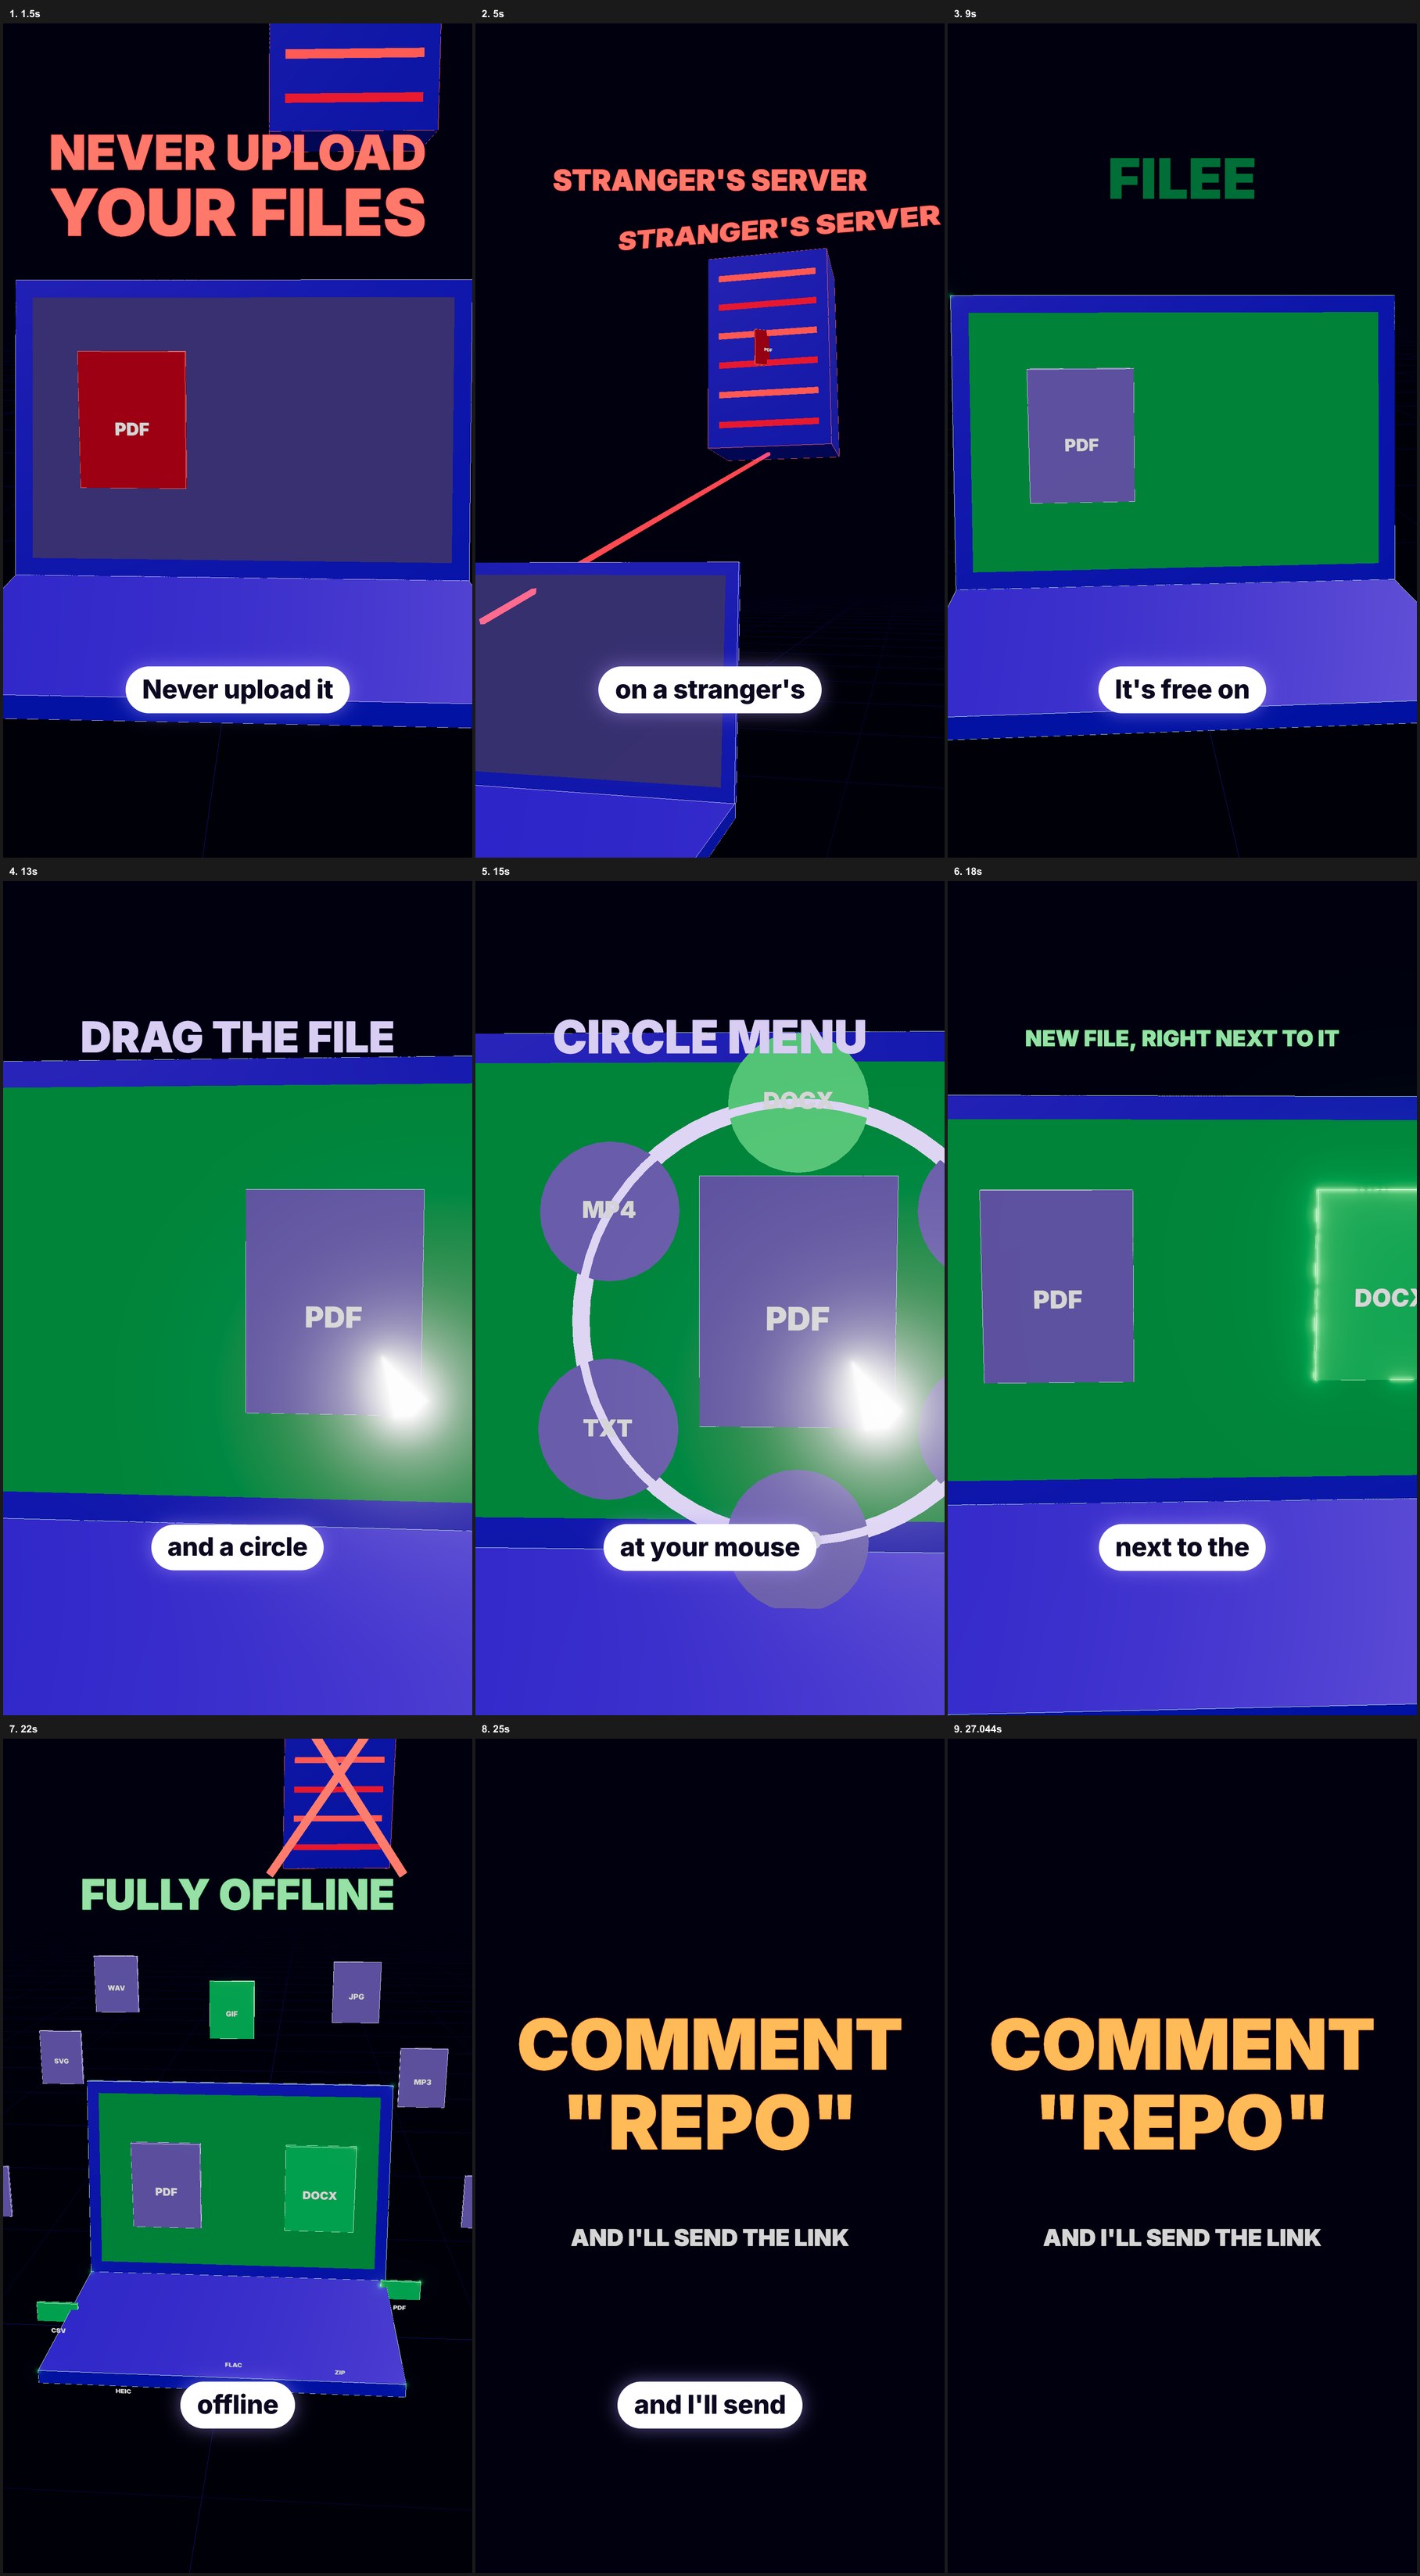 1. 1.5s
NEVER UPLOAD
YOUR FILES
PDF
Never upload it
2. 5s
STRANGER'S SERVER
STRANGER'S SERVER
PDF
on a stranger's
3. 9s
FILEE
PDF
It's free on
4. 13s
DRAG THE FILE
PDF
and a circle
5. 15s
CIRCLE MENU
DOCX
MP4
PDF
TXT
at your mouse
6. 18s
NEW FILE, RIGHT NEXT TO IT
PDF
DOCX
next to the
7. 22s
FULLY OFFLINE
WAV
GIF
JPG
SVG
MP3
PDF
DOCX
PDF
CSV
FLAC
ZIP
HEIC
offline
8. 25s
COMMENT
"REPO"
AND I'LL SEND THE LINK
and I'll send
9. 27.044s
COMMENT
"REPO"
AND I'LL SEND THE LINK